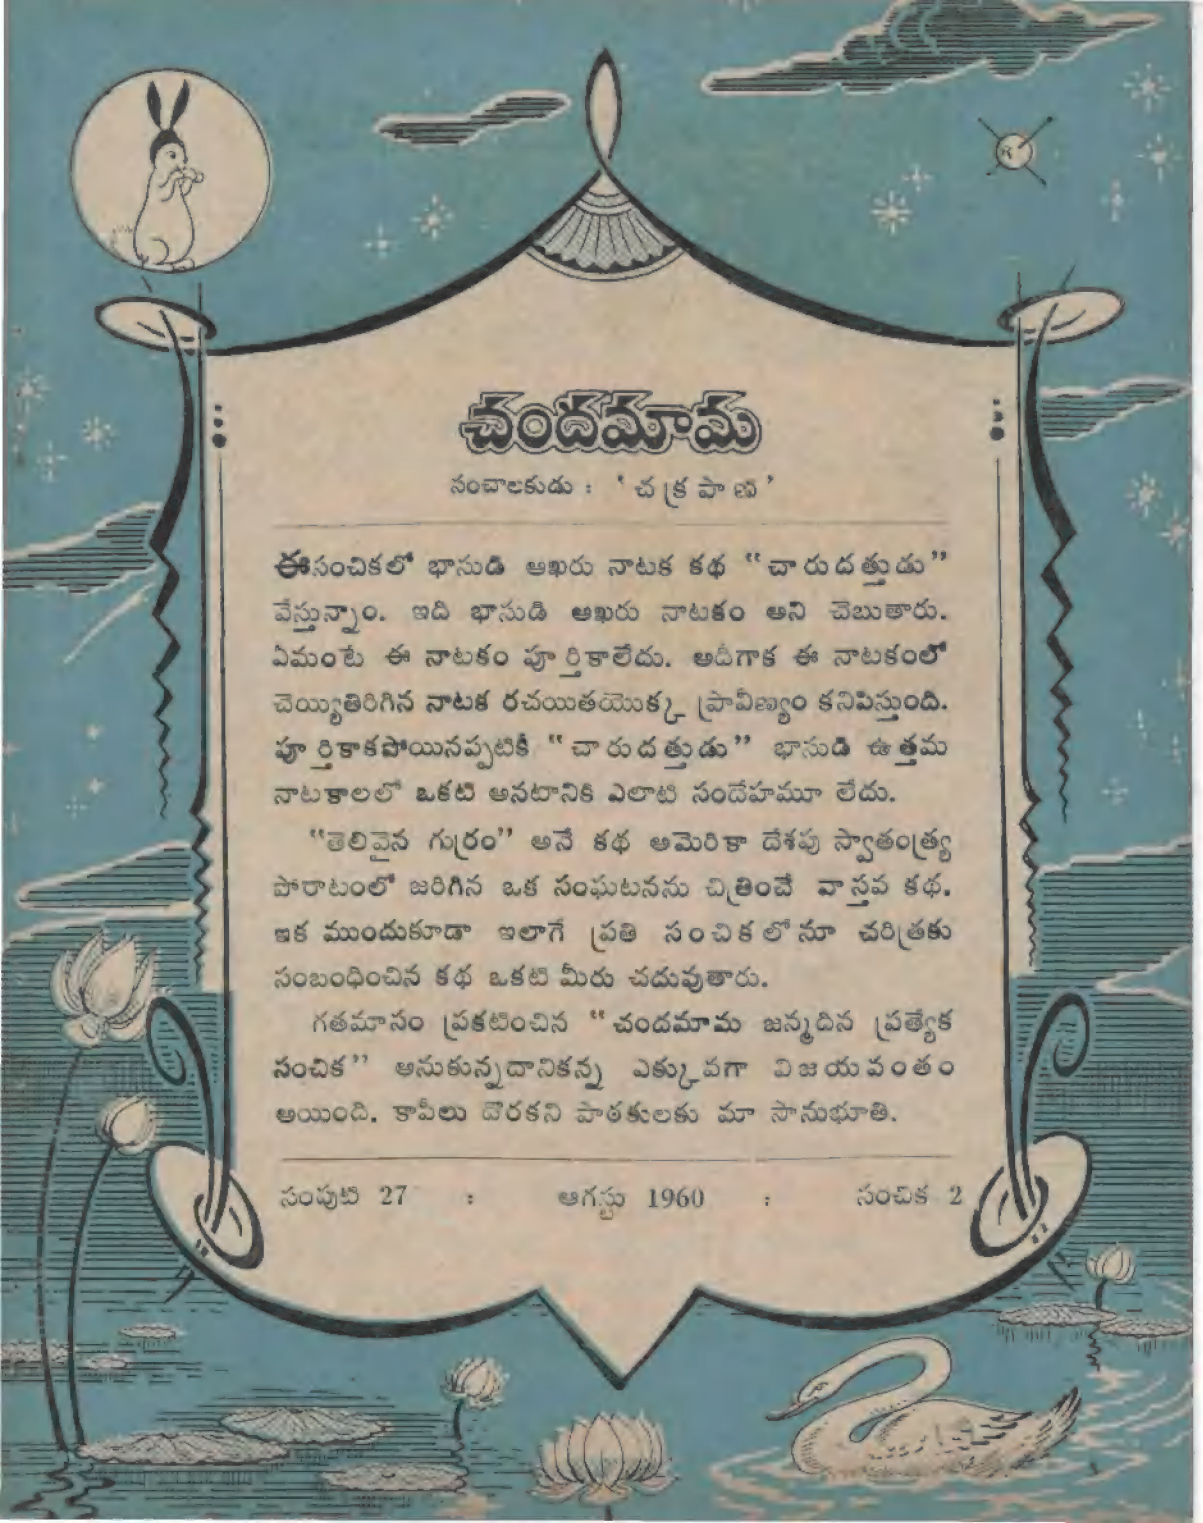 చందమామ
సంచాలకుడు : ' చక్రపాణి '
ఈ సంచికలో భాసుడి ఆఖరు నాటక కథ "చారుదత్తుడు"
వేస్తున్నాం. ఇది భాసుడి ఆఖరు నాటకం అని చెబుతారు.
ఏమంటే ఈ నాటకం పూర్తికాలేదు. అదీగాక ఈ నాటకంలో
చెయ్యితిరిగిన నాటక రచయితయొక్క ప్రావీణ్యం కనిపిస్తుంది.
పూర్తికాకపోయినప్పటికీ "చారుదత్తుడు" భాసుడి ఉత్తమ
నాటకాలలో ఒకటి అనటానికి ఎలాటి సందేహమూ లేదు.
"తెలివైన గుర్రం" అనే కథ అమెరికా దేశపు స్వాతంత్ర్య
పోరాటంలో జరిగిన ఒక సంఘటనను చిత్రించే వాస్తవ కథ.
ఇక ముందుకూడా ఇలాగే ప్రతి సంచికలోనూ చరిత్రకు
సంబంధించిన కథ ఒకటి మీరు చదువుతారు.
గతమాసం ప్రకటించిన "చందమామ జన్మదిన ప్రత్యేక
సంచిక" అనుకున్నదానికన్న ఎక్కువగా విజయవంతం
అయింది. కాపీలు దొరకని పాఠకులకు మా సానుభూతి.
సంపుటి 27 : ఆగస్టు 1960 : సంచిక 2